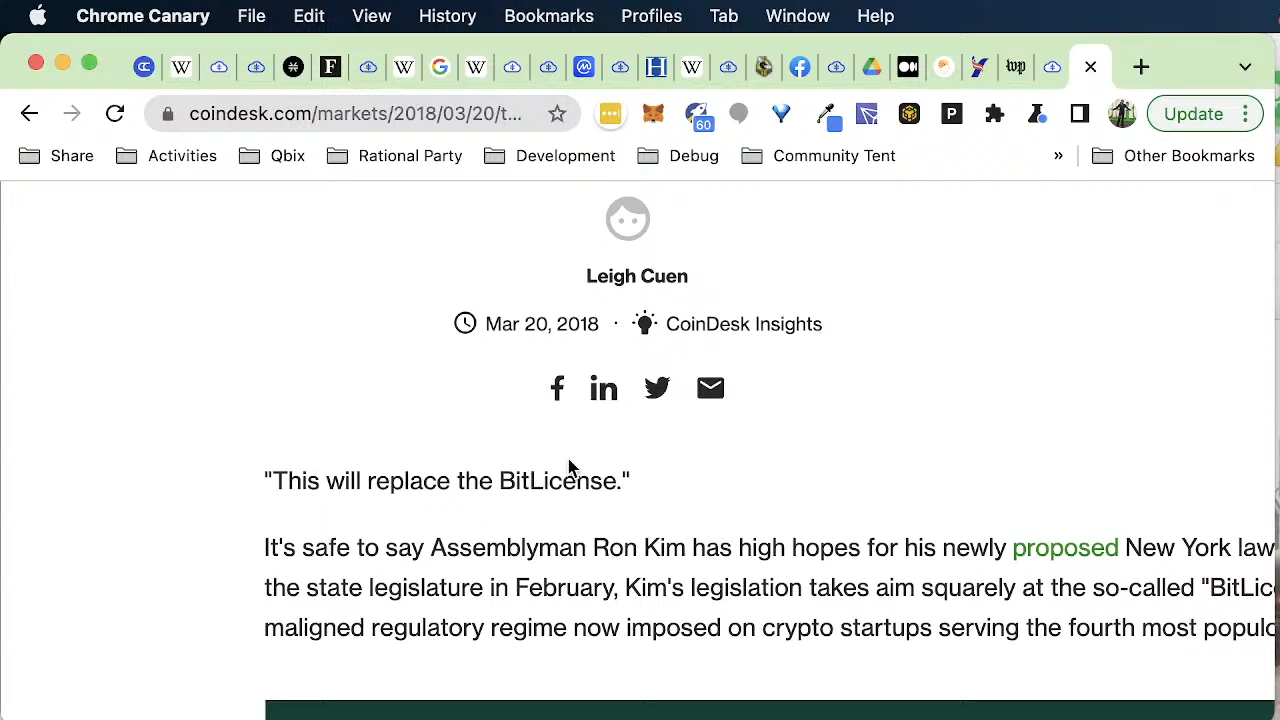 Chrome Canary File Edit View History Bookmarks Profiles Tab Window Help
coindesk.com/markets/2018/03/20/t... 60 P Update
Share Activities Qbix Rational Party Development Debug Community Tent » Other Bookmarks
Leigh Cuen
Mar 20, 2018 · CoinDesk Insights
"This will replace the BitLicense."
It's safe to say Assemblyman Ron Kim has high hopes for his newly proposed New York law
the state legislature in February, Kim's legislation takes aim squarely at the so-called "BitLic
maligned regulatory regime now imposed on crypto startups serving the fourth most popul